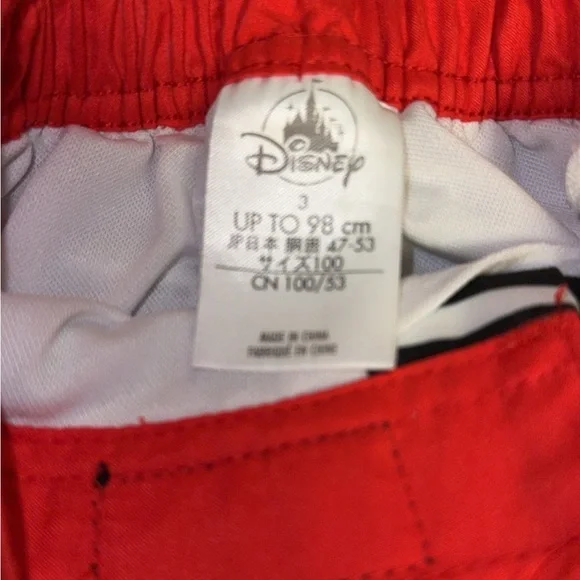 Disney
3
UP TO 98 cm
JP日本 胴囲 47-53
サイズ100
CN 100/53
MADE IN CHINA
FABRIQUÉ EN CHINE